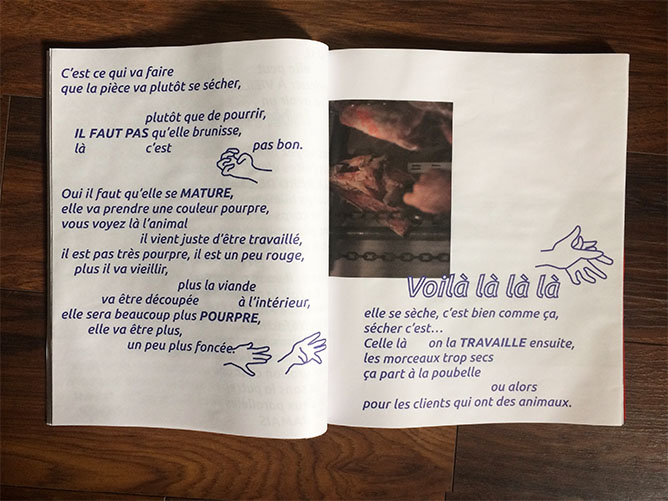 C'est ce qui va faire
que la pièce va plutôt se sécher,
plutôt que de pourrir,
IL FAUT PAS qu'elle brunisse,
là c'est pas bon.
Oui il faut qu'elle se MATURE,
elle va prendre une couleur pourpre,
vous voyez là l'animal
il vient juste d'être travaillé,
il est pas très pourpre, il est un peu rouge,
plus il va vieillir,
plus la viande
va être découpée à l'intérieur,
elle sera beaucoup plus POURPRE,
elle va être plus,
un peu plus foncée.
Voilà là là là
elle se sèche, c'est bien comme ça,
sécher c'est...
Celle là on la TRAVAILLE ensuite,
les morceaux trop secs
ça part à la poubelle
ou alors
pour les clients qui ont des animaux.